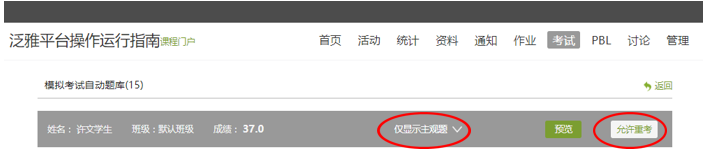 泛雅平台操作运行指南课程门户 首页 活动 统计 资料 通知 作业 考试 PBL 讨论 管理
模拟考试自动题库(15) 返回
姓名： 许文学生 班级：默认班级 成绩： 37.0 仅显示主观题 预览 允许重考